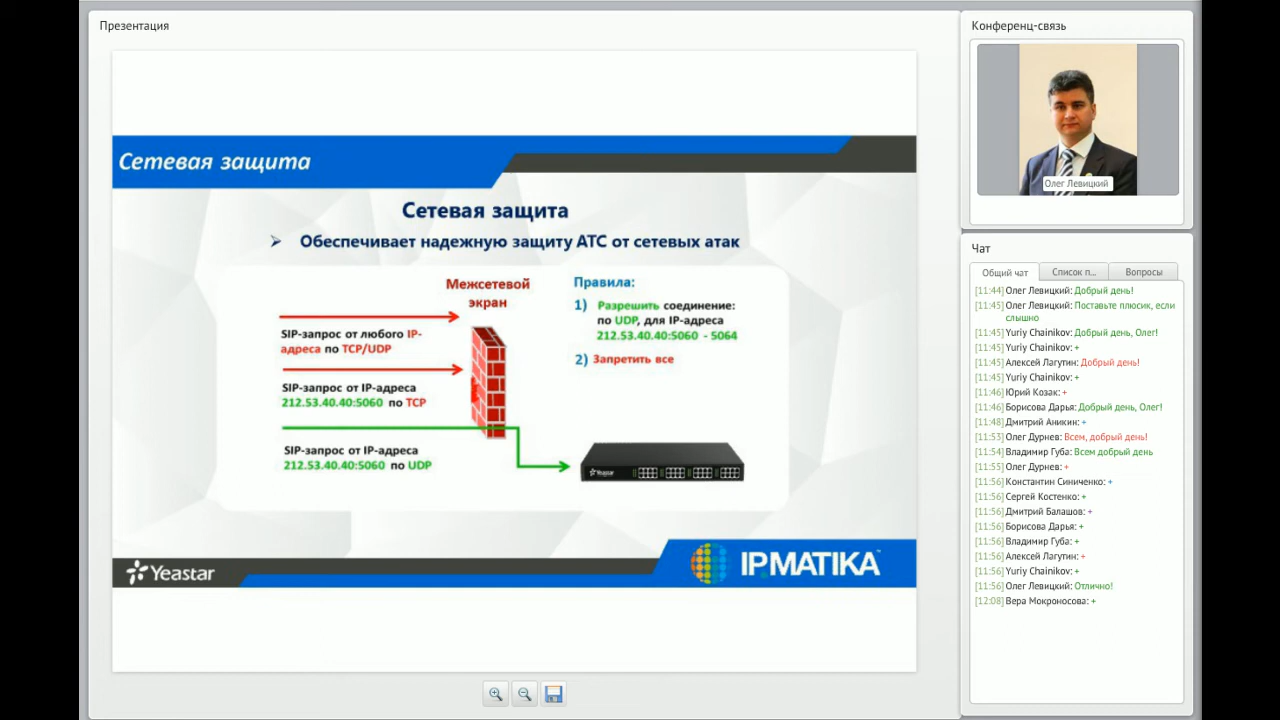 Презентация
Сетевая защита
Сетевая защита
➢ Обеспечивает надежную защиту АТС от сетевых атак
Межсетевой
экран
SIP-запрос от любого IP-
адреса по TCP/UDP
SIP-запрос от IP-адреса
212.53.40.40:5060 по TCP
SIP-запрос от IP-адреса
212.53.40.40:5060 по UDP
Правила:
1) Разрешить соединение:
по UDP, для IP-адреса
212.53.40.40:5060 - 5064
2) Запретить все
Yeastar
Yeastar
IPMATIKA™
Конференц-связь
Олег Левицкий
Чат
Общий чат
Список п...
Вопросы
[11:44] Олег Левицкий: Добрый день!
[11:45] Олег Левицкий: Поставьте плюсик, если
слышно
[11:45] Yuriy Chainikov: Добрый день, Олег!
[11:45] Yuriy Chainikov: +
[11:45] Алексей Лагутин: Добрый день!
[11:45] Yuriy Chainikov: +
[11:46] Юрий Козак: +
[11:46] Борисова Дарья: Добрый день, Олег!
[11:48] Дмитрий Аникин: +
[11:53] Олег Дурнев: Всем, добрый день!
[11:54] Владимир Губа: Всем добрый день
[11:55] Олег Дурнев: +
[11:56] Константин Синиченко: +
[11:56] Сергей Костенко: +
[11:56] Дмитрий Балашов: +
[11:56] Борисова Дарья: +
[11:56] Владимир Губа: +
[11:56] Алексей Лагутин: +
[11:56] Yuriy Chainikov: +
[11:56] Олег Левицкий: Отлично!
[12:08] Вера Мокроносова: +